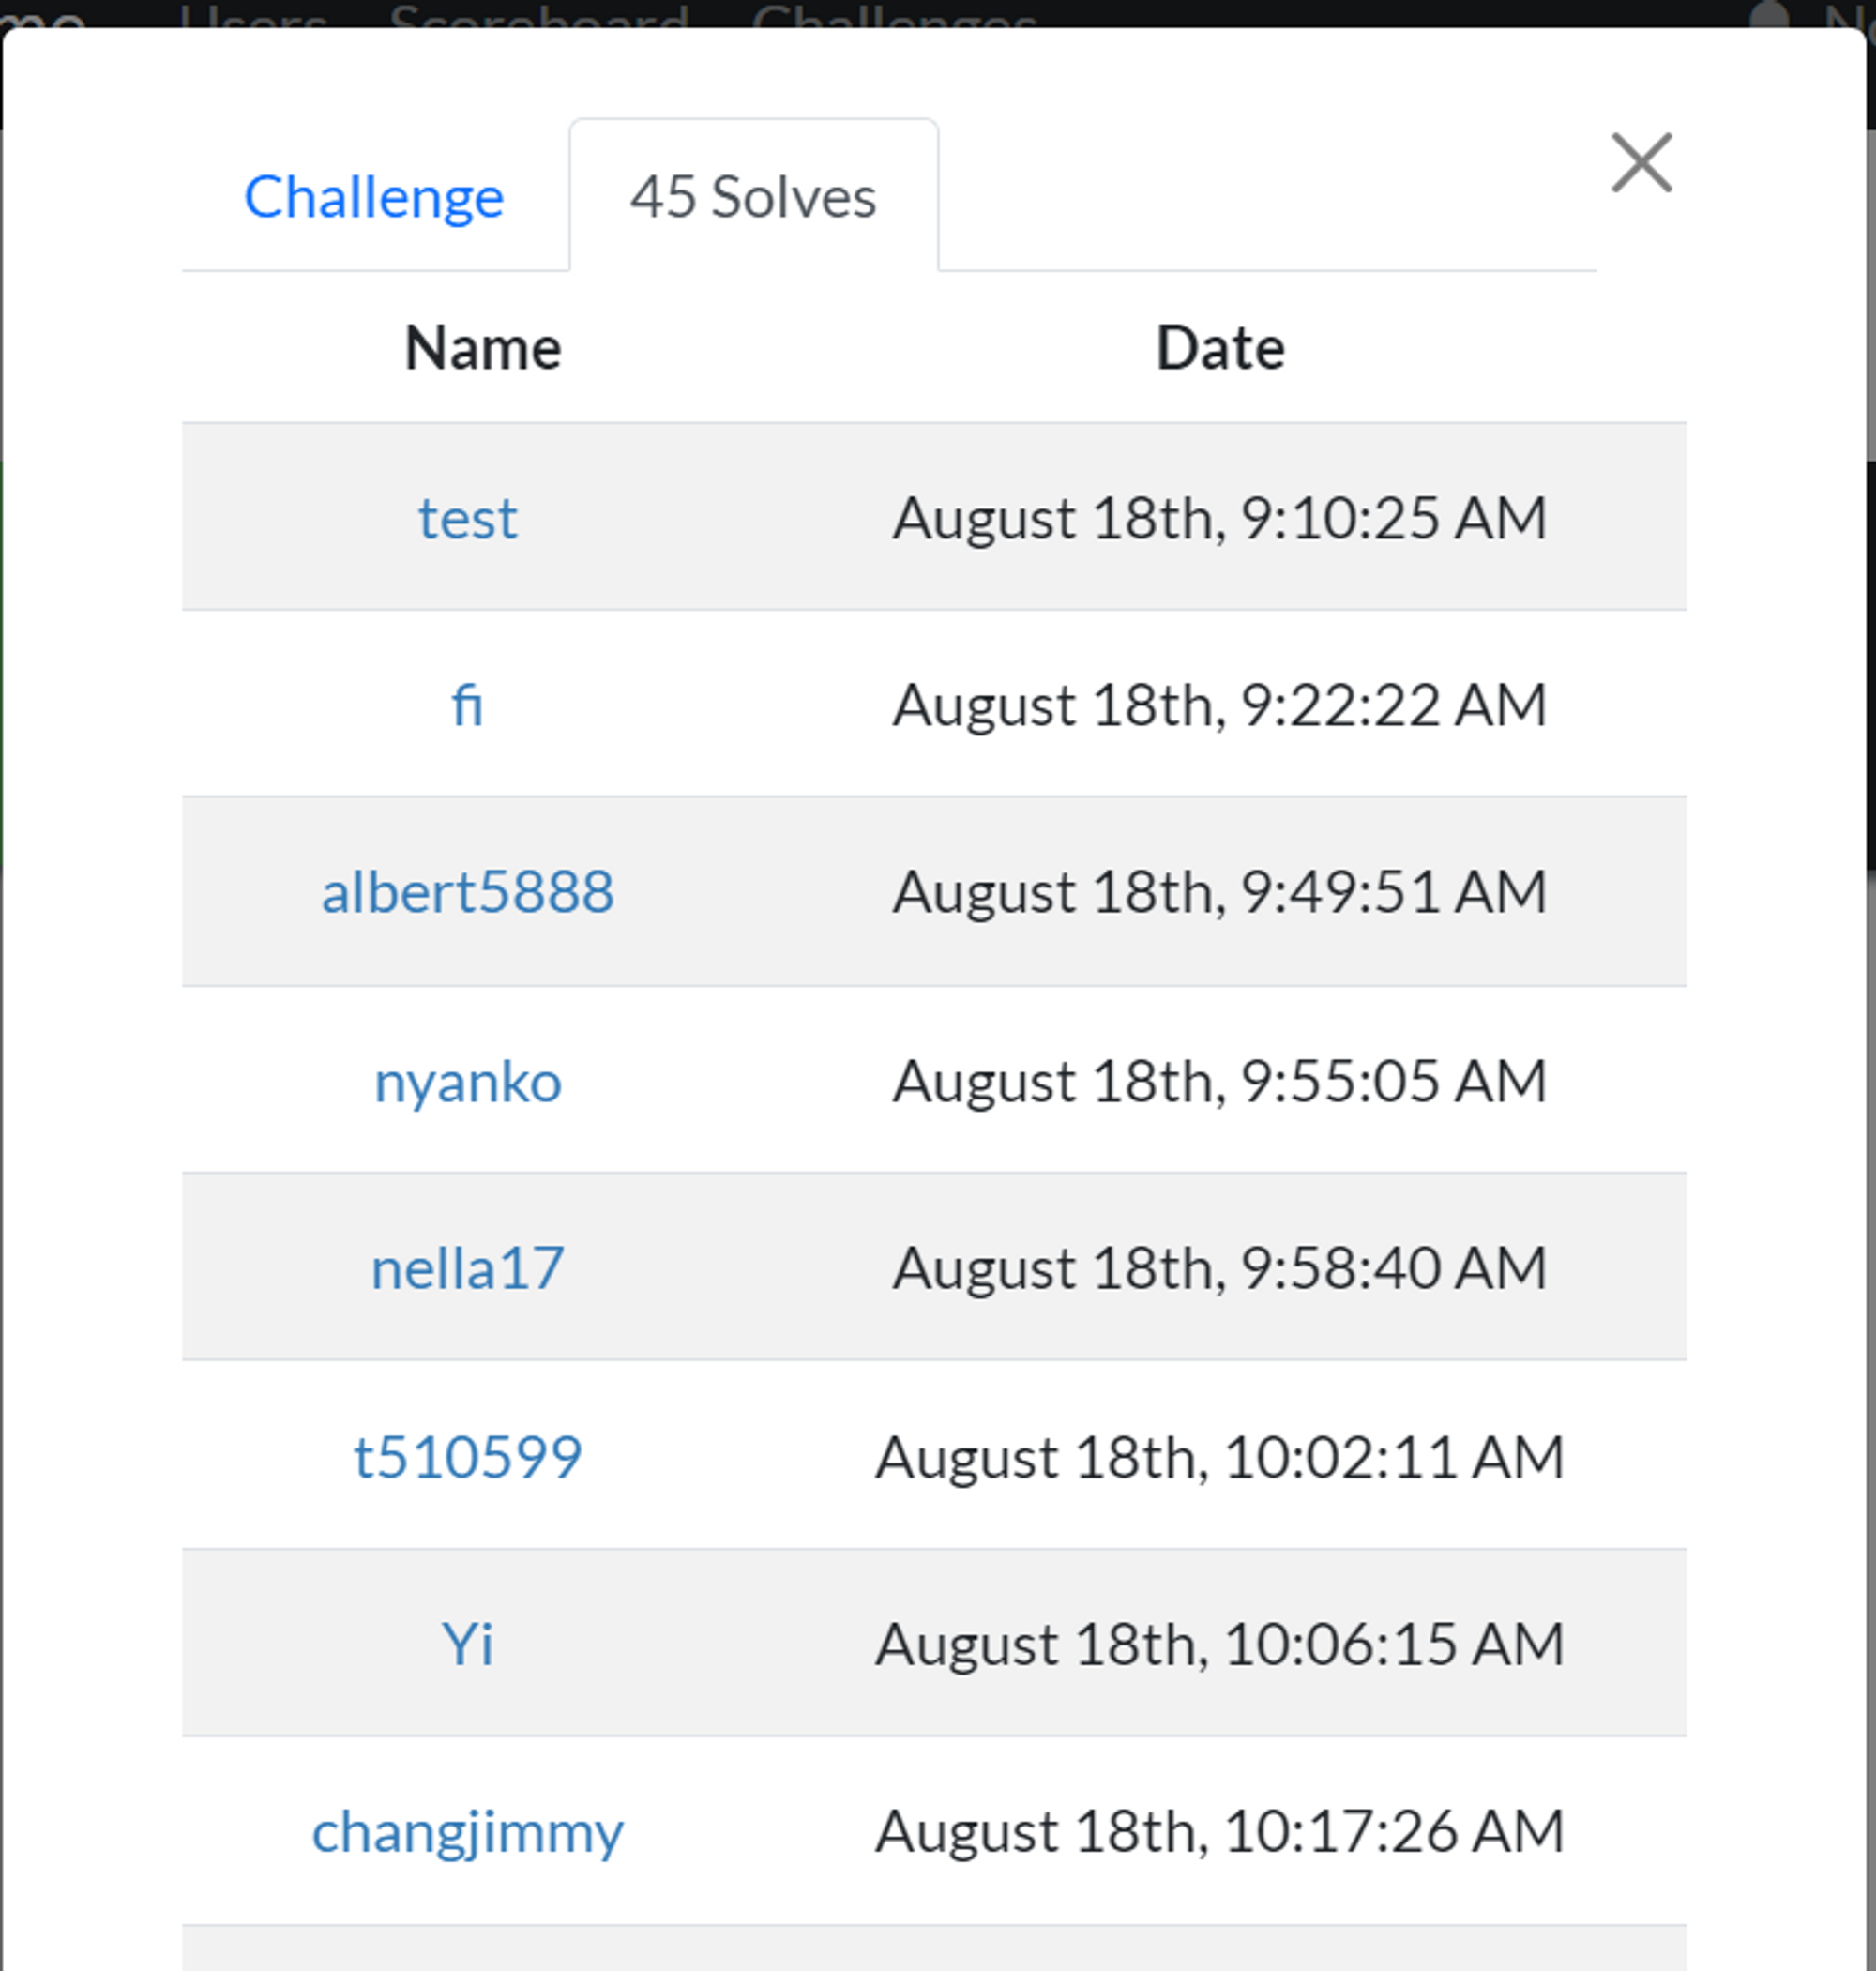 Users Scoreboard Challenges
Challenge 45 Solves
Name Date
test August 18th, 9:10:25 AM
fi August 18th, 9:22:22 AM
albert5888 August 18th, 9:49:51 AM
nyanko August 18th, 9:55:05 AM
nella17 August 18th, 9:58:40 AM
t510599 August 18th, 10:02:11 AM
Yi August 18th, 10:06:15 AM
changjimmy August 18th, 10:17:26 AM